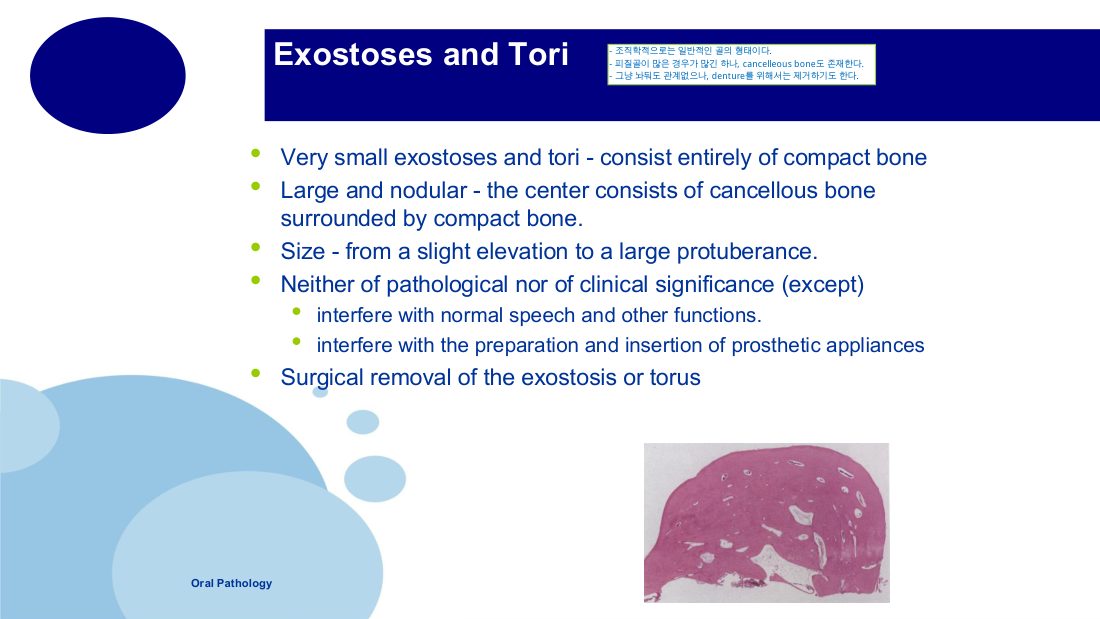 Exostoses and Tori
- 조직학적으로는 일반적인 골의 형태이다.
- 피질골이 많은 경우가 많긴 하나, cancelleous bone도 존재한다.
- 그냥 놔둬도 관계없으나, denture를 위해서는 제거하기도 한다.
• Very small exostoses and tori - consist entirely of compact bone
• Large and nodular - the center consists of cancellous bone
surrounded by compact bone.
• Size - from a slight elevation to a large protuberance.
• Neither of pathological nor of clinical significance (except)
• interfere with normal speech and other functions.
• interfere with the preparation and insertion of prosthetic appliances
• Surgical removal of the exostosis or torus
Oral Pathology